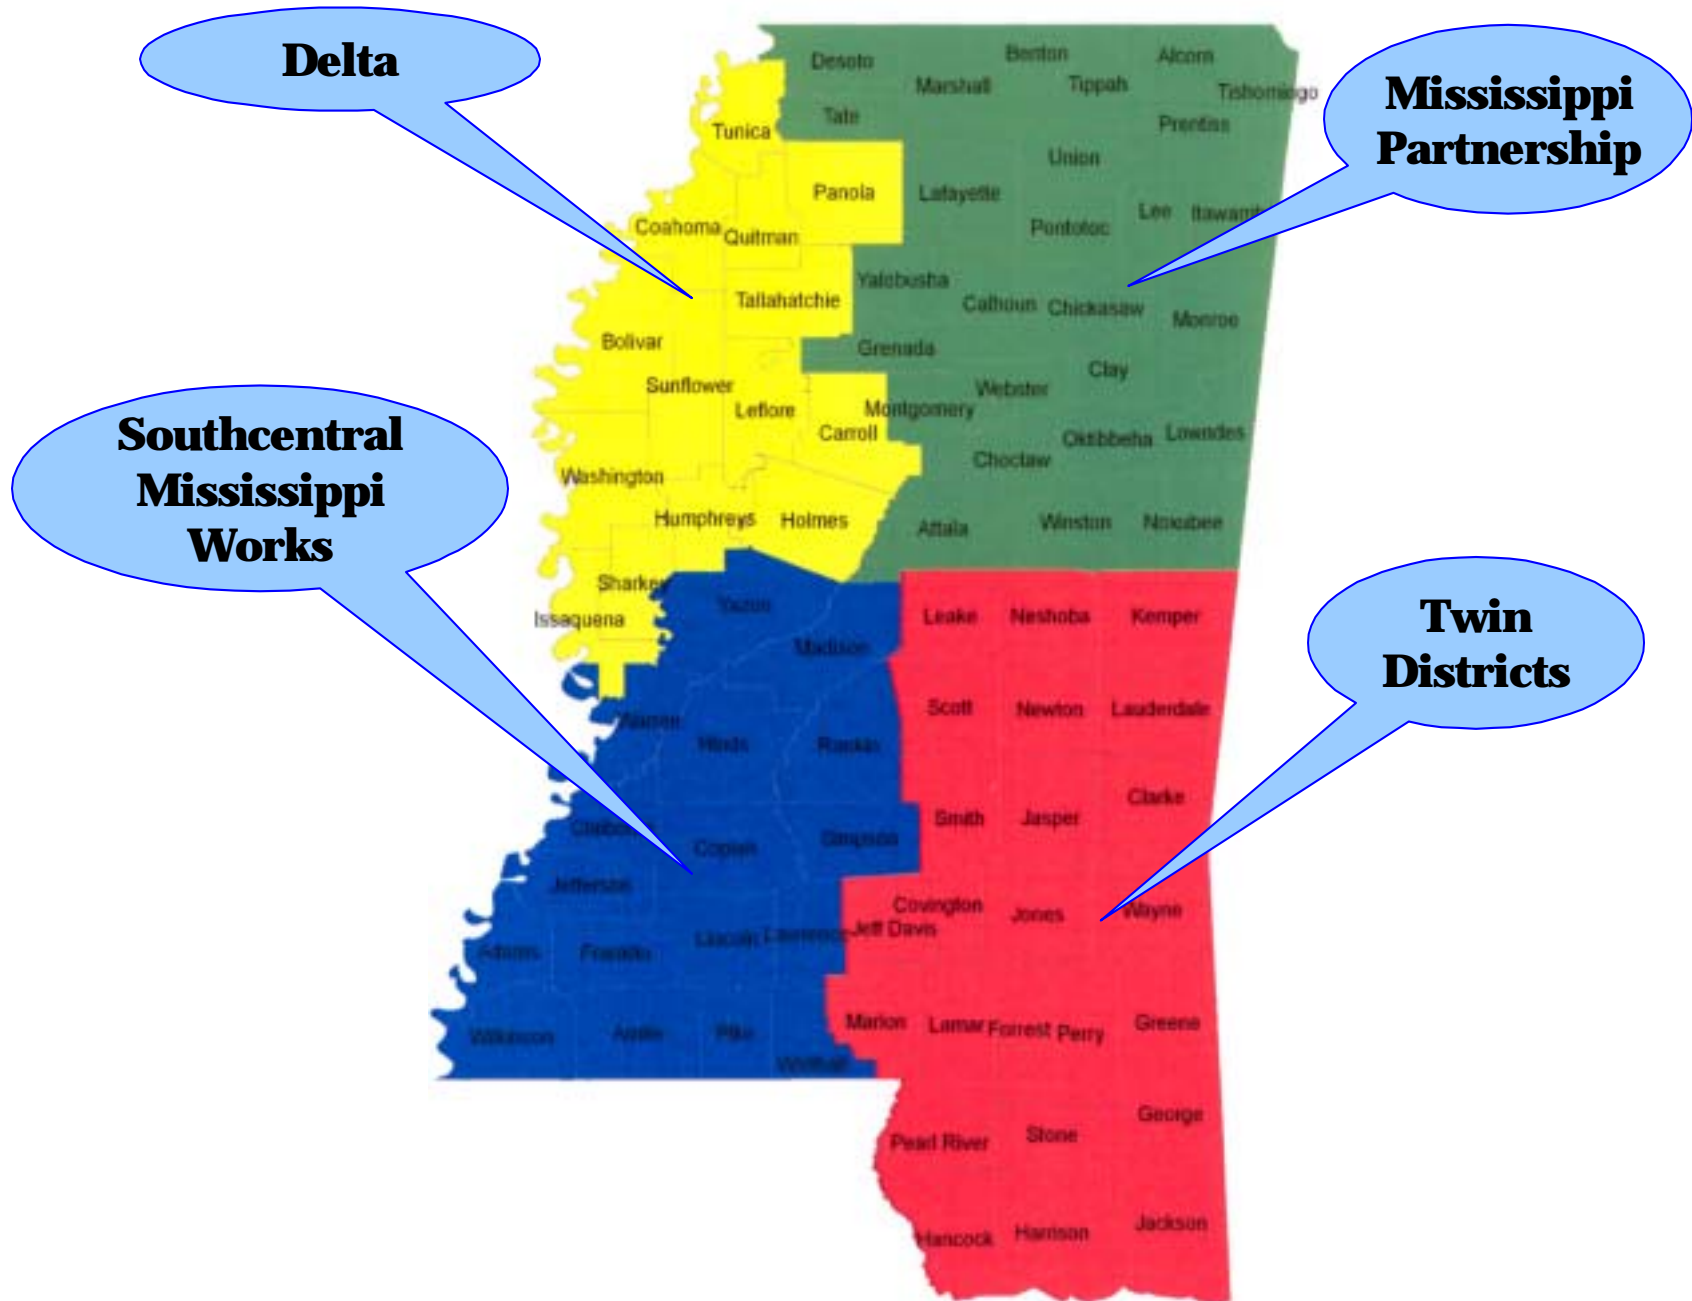 Delta
Mississippi
Partnership
Southcentral
Mississippi
Works
Twin
Districts
Desoto
Benton
Alcorn
Marshall
Tippah
Tishomingo
Tate
Prentiss
Tunica
Union
Panola
Lafayette
Lee
Coahoma
Quitman
Pontotoc
Yalobusha
Tallahatchie
Calhoun
Chickasaw
Monroe
Bolivar
Grenada
Clay
Sunflower
Webster
Leflore
Montgomery
Carroll
Oktibbeha
Lowndes
Choctaw
Washington
Humphreys
Holmes
Attala
Winston
Noxubee
Sharkey
Issaquena
Yazoo
Leake
Neshoba
Kemper
Madison
Scott
Newton
Lauderdale
Warren
Hinds
Rankin
Clarke
Smith
Jasper
Simpson
Copiah
Jefferson
Covington
Jones
Wayne
Jeff Davis
Lincoln
Lawrence
Adams
Franklin
Marion
Lamar
Forrest
Perry
Greene
Wilkinson
Amite
Pike
Walthall
George
Pearl River
Stone
Hancock
Harrison
Jackson